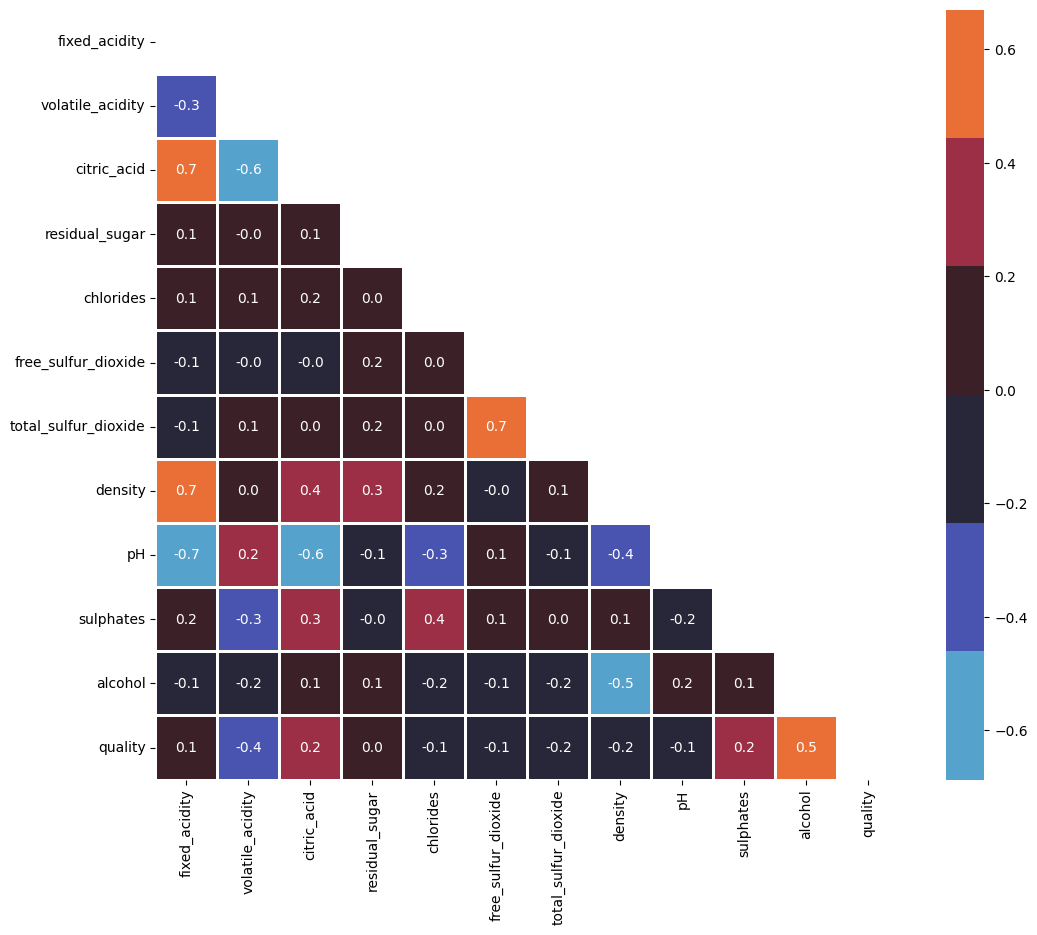 fixed_acidity
volatile_acidity -0.3
citric_acid 0.7 -0.6
residual_sugar 0.1 -0.0 0.1
chlorides 0.1 0.1 0.2 0.0
free_sulfur_dioxide -0.1 -0.0 -0.0 0.2 0.0
total_sulfur_dioxide -0.1 0.1 0.0 0.2 0.0 0.7
density 0.7 0.0 0.4 0.3 0.2 -0.0 0.1
pH -0.7 0.2 -0.6 -0.1 -0.3 0.1 -0.1 -0.4
sulphates 0.2 -0.3 0.3 -0.0 0.4 0.1 0.0 0.1 -0.2
alcohol -0.1 -0.2 0.1 0.1 -0.2 -0.1 -0.2 -0.5 0.2 0.1
quality 0.1 -0.4 0.2 0.0 -0.1 -0.1 -0.2 -0.2 -0.1 0.2 0.5
fixed_acidity
volatile_acidity
citric_acid
residual_sugar
chlorides
free_sulfur_dioxide
total_sulfur_dioxide
density
pH
sulphates
alcohol
quality
0.6
0.4
0.2
0.0
−0.2
−0.4
−0.6